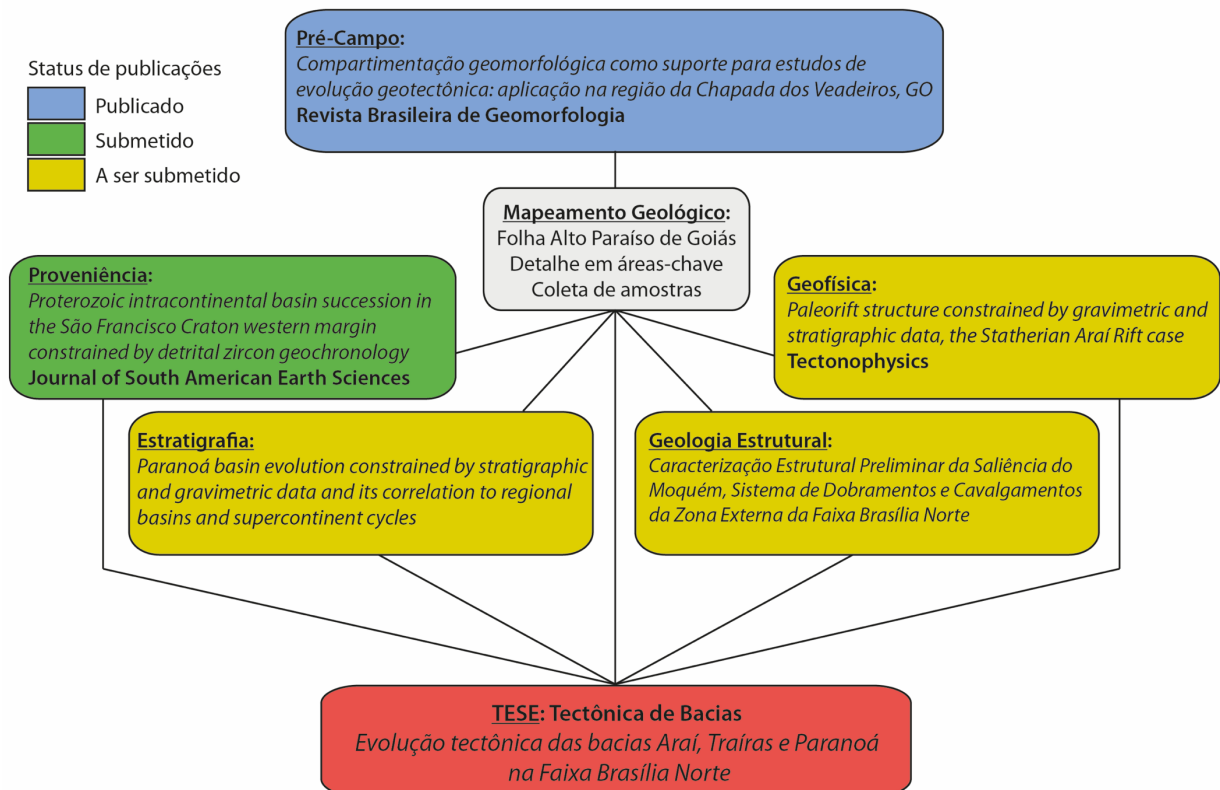 Pré-Campo:
Compartimentação geomorfológica como suporte para estudos de
evolução geotectônica: aplicação na região da Chapada dos Veadeiros, GO
Revista Brasileira de Geomorfologia
Status de publicações
Publicado
Submetido
A ser submetido
Mapeamento Geológico:
Folha Alto Paraíso de Goiás
Detalhe em áreas-chave
Coleta de amostras
Proveniência:
Proterozoic intracontinental basin succession in
the São Francisco Craton western margin
constrained by detrital zircon geochronology
Journal of South American Earth Sciences
Geofísica:
Paleorift structure constrained by gravimetric and
stratigraphic data, the Statherian Araí Rift case
Tectonophysics
Estratigrafia:
Paranoá basin evolution constrained by stratigraphic
and gravimetric data and its correlation to regional
basins and supercontinent cycles
Geologia Estrutural:
Caracterização Estrutural Preliminar da Saliência do
Moquém, Sistema de Dobramentos e Cavalgamentos
da Zona Externa da Faixa Brasília Norte
TESE: Tectônica de Bacias
Evolução tectônica das bacias Araí, Traíras e Paranoá
na Faixa Brasília Norte